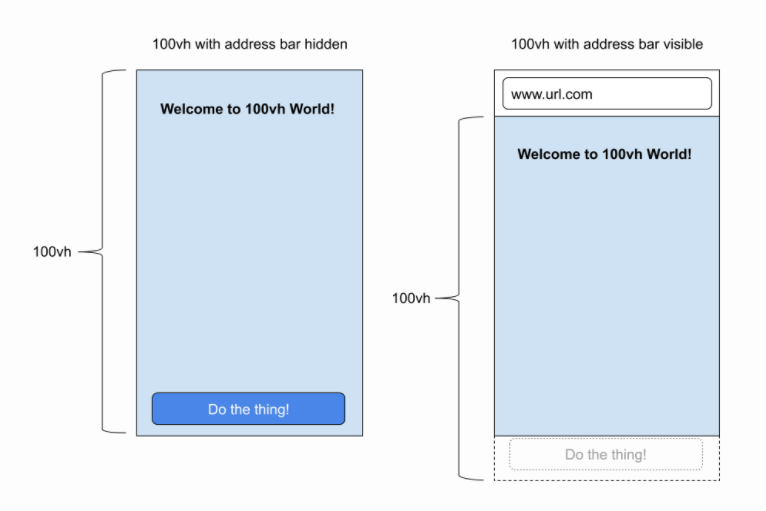 100vh with address bar hidden
100vh
Welcome to 100vh World!
Do the thing!
100vh with address bar visible
100vh
www.url.com
Welcome to 100vh World!
Do the thing!